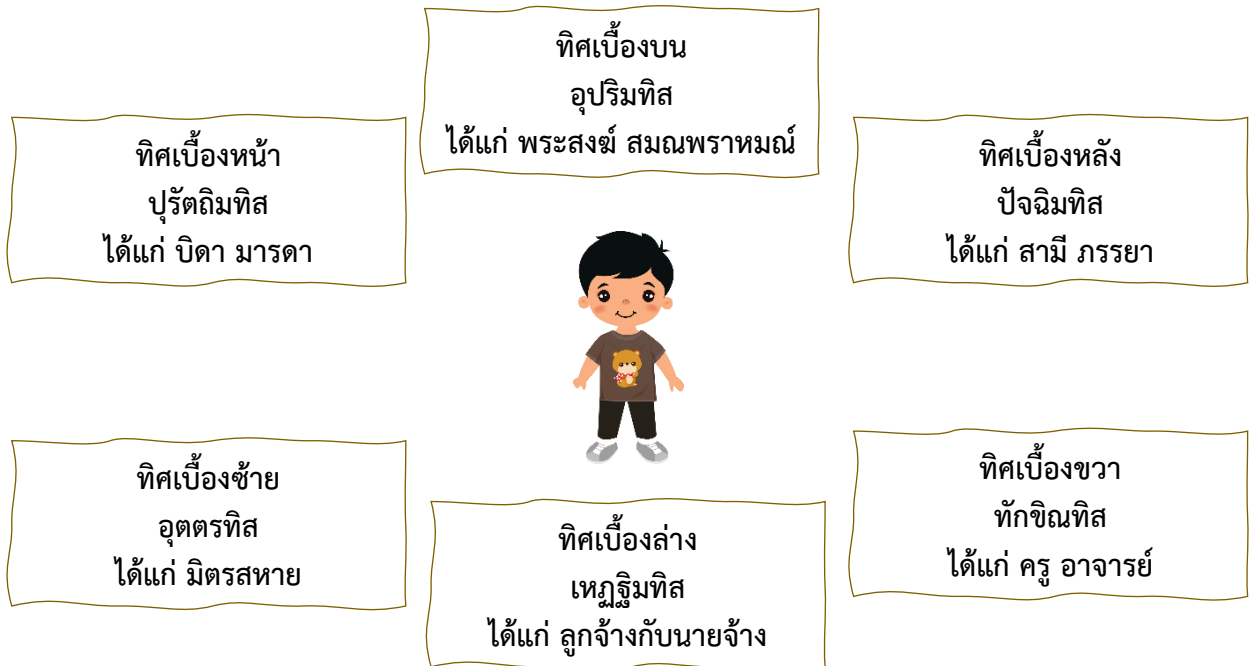 ทิศเบื้องบน
อุปริมทิส
ได้แก่ พระสงฆ์ สมณพราหมณ์
ทิศเบื้องหน้า
ปุรัตถิมทิส
ได้แก่ บิดา มารดา
ทิศเบื้องหลัง
ปัจฉิมทิส
ได้แก่ สามี ภรรยา
ทิศเบื้องซ้าย
อุตตรทิส
ได้แก่ มิตรสหาย
ทิศเบื้องล่าง
เหฏฐิมทิส
ได้แก่ ลูกจ้างกับนายจ้าง
ทิศเบื้องขวา
ทักขิณทิส
ได้แก่ ครู อาจารย์